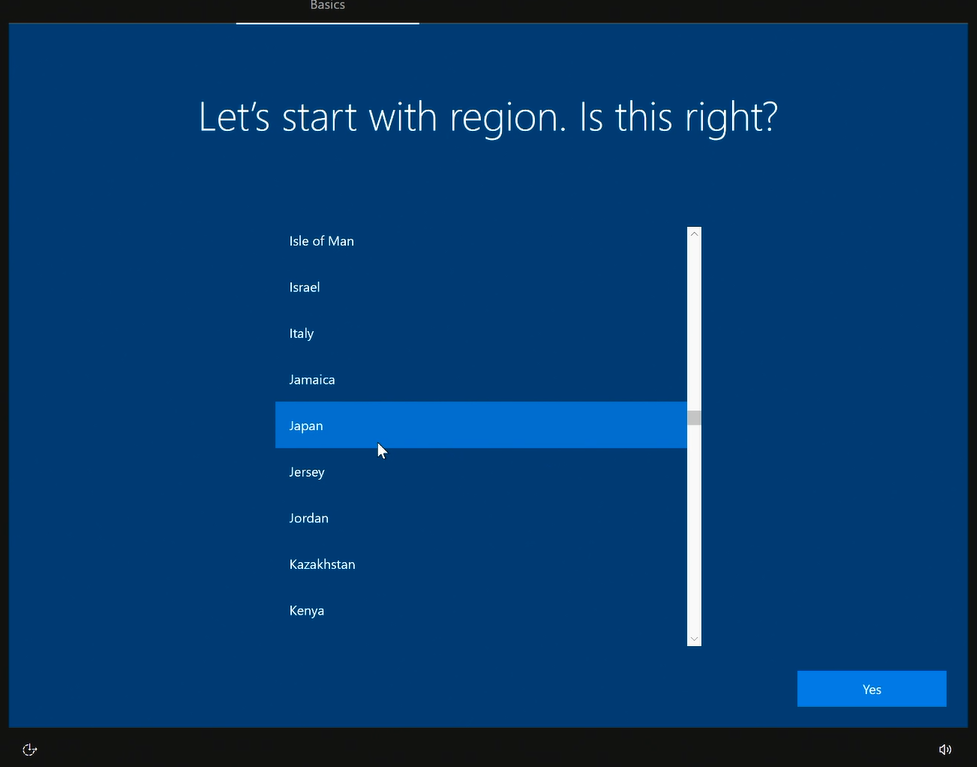 Basics
Let’s start with region. Is this right?
Isle of Man
Israel
Italy
Jamaica
Japan
Jersey
Jordan
Kazakhstan
Kenya
Yes